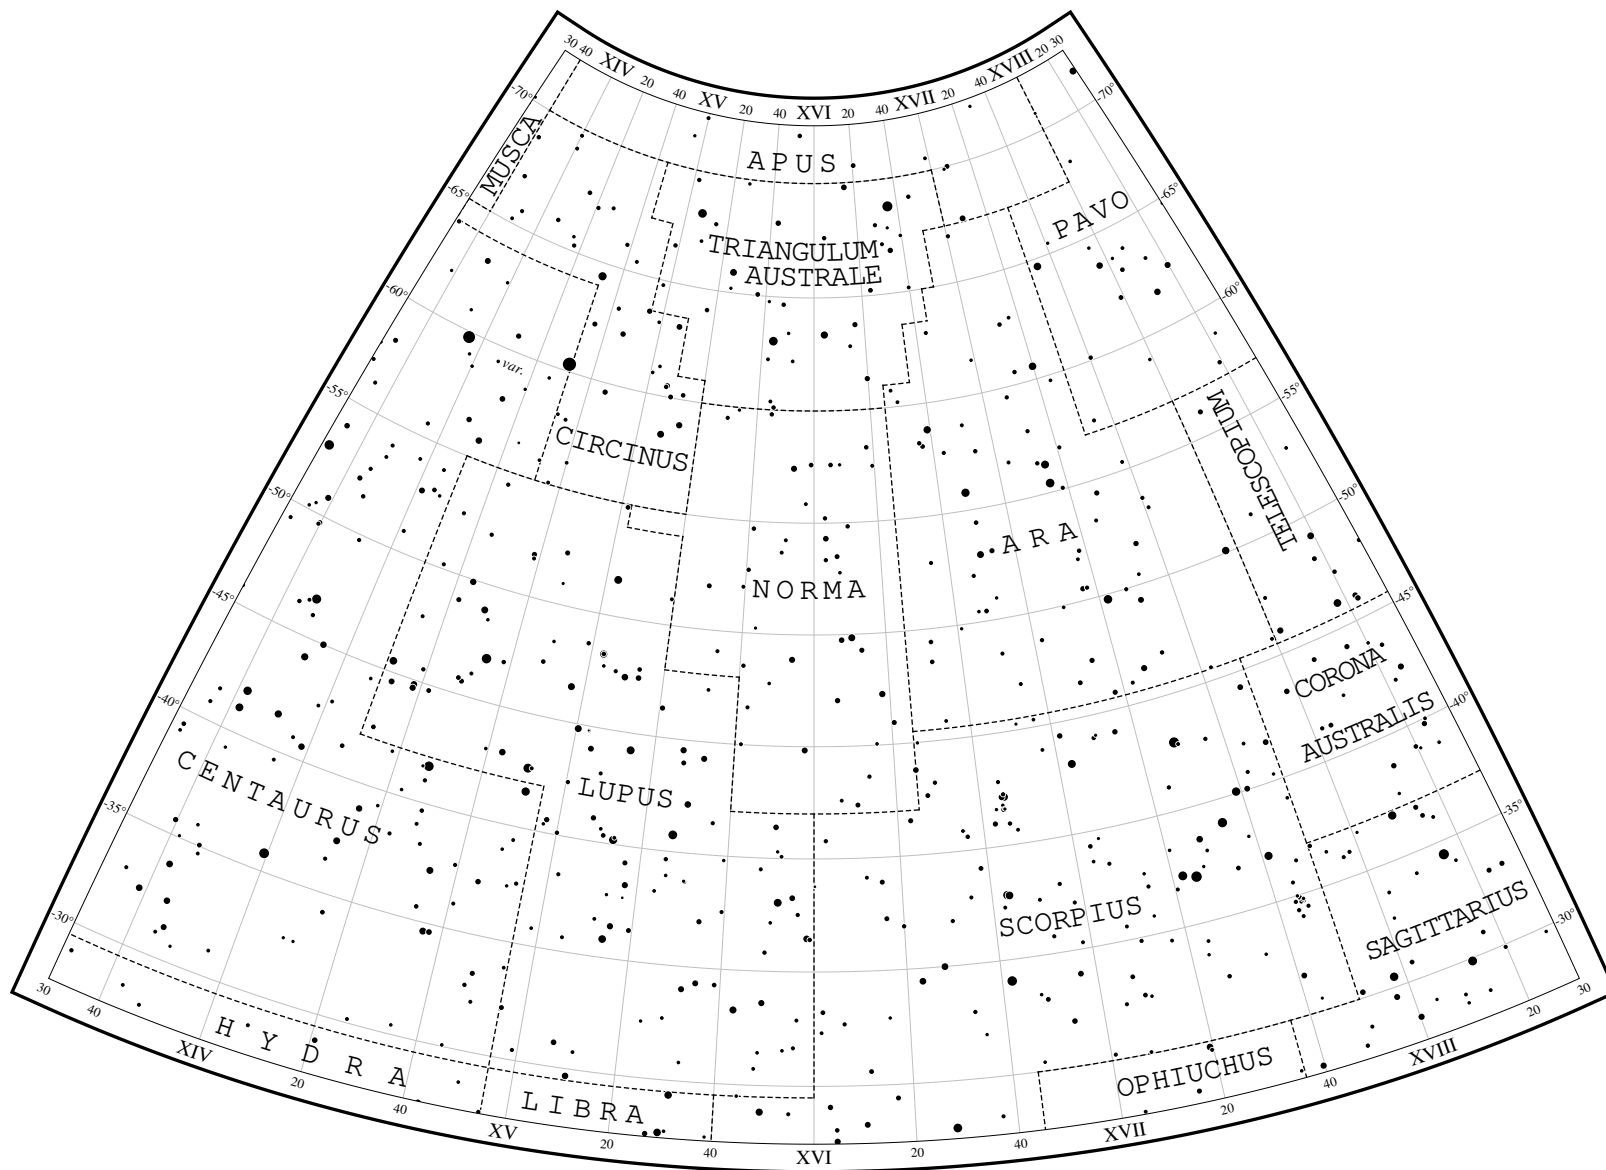 30 40 XIV 20 40 XV 20 40 XVI 20 40 XVII 20 40 XVIII 20 30
-70° -70°
MUSCA
APUS
-65° -65°
PAVO
TRIANGULUM
AUSTRALE
-60° -60°
var.
-55° -55°
CIRCINUS
TELESCOPIUM
-50° -50°
ARA
NORMA
-45° -45°
CORONA
AUSTRALIS
-40° -40°
CENTAURUS
LUPUS
-35° -35°
SCORPIUS
SAGITTARIUS
-30° -30°
HYDRA
OPHIUCHUS
LIBRA
30 40 XIV 20 40 XV 20 40 XVI 20 40 XVII 20 40 XVIII 20 30